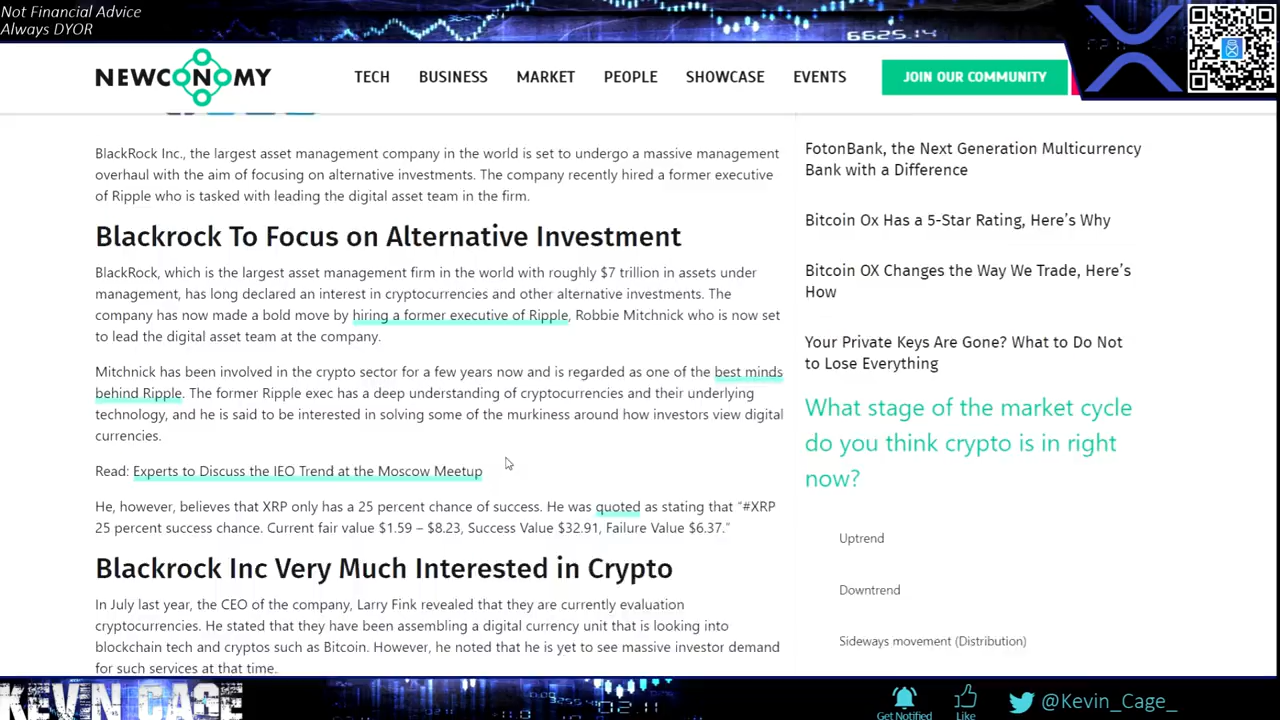 Not Financial Advice
Always DYOR
6625.14
NEWCONOMY
TECH BUSINESS MARKET PEOPLE SHOWCASE EVENTS JOIN OUR COMMUNITY
BlackRock Inc., the largest asset management company in the world is set to undergo a massive management
overhaul with the aim of focusing on alternative investments. The company recently hired a former executive
of Ripple who is tasked with leading the digital asset team in the firm.
Blackrock To Focus on Alternative Investment
BlackRock, which is the largest asset management firm in the world with roughly $7 trillion in assets under
management, has long declared an interest in cryptocurrencies and other alternative investments. The
company has now made a bold move by hiring a former executive of Ripple, Robbie Mitchnick who is now set
to lead the digital asset team at the company.
Mitchnick has been involved in the crypto sector for a few years now and is regarded as one of the best minds
behind Ripple. The former Ripple exec has a deep understanding of cryptocurrencies and their underlying
technology, and he is said to be interested in solving some of the murkiness around how investors view digital
currencies.
Read: Experts to Discuss the IEO Trend at the Moscow Meetup
He, however, believes that XRP only has a 25 percent chance of success. He was quoted as stating that “#XRP
25 percent success chance. Current fair value $1.59 – $8.23, Success Value $32.91, Failure Value $6.37.”
Blackrock Inc Very Much Interested in Crypto
In July last year, the CEO of the company, Larry Fink revealed that they are currently evaluation
cryptocurrencies. He stated that they have been assembling a digital currency unit that is looking into
blockchain tech and cryptos such as Bitcoin. However, he noted that he is yet to see massive investor demand
for such services at that time.
FotonBank, the Next Generation Multicurrency
Bank with a Difference
Bitcoin Ox Has a 5-Star Rating, Here’s Why
Bitcoin OX Changes the Way We Trade, Here’s
How
Your Private Keys Are Gone? What to Do Not
to Lose Everything
What stage of the market cycle
do you think crypto is in right
now?
Uptrend
Downtrend
Sideways movement (Distribution)
KEVIN CAGE
Get Notified
Like
@Kevin_Cage_